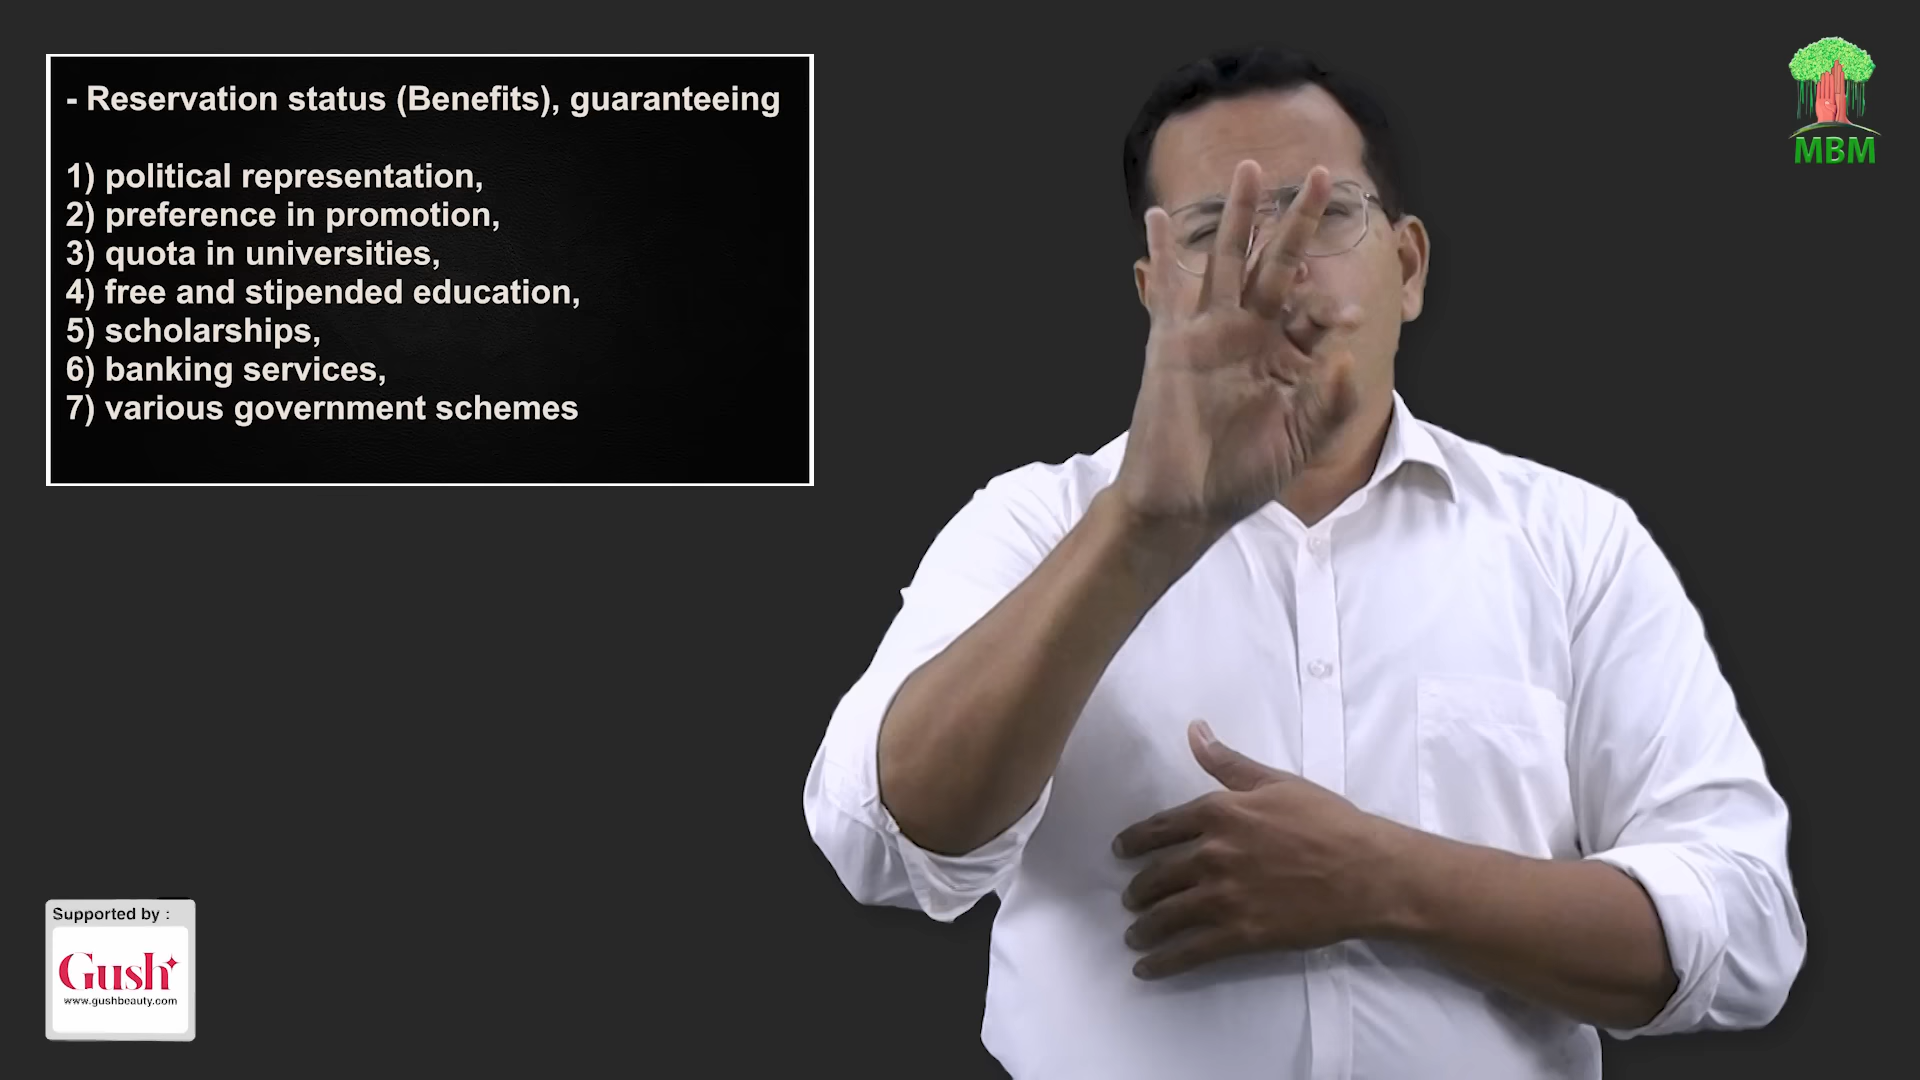 - Reservation status (Benefits), guaranteeing
1) political representation,
2) preference in promotion,
3) quota in universities,
4) free and stipended education,
5) scholarships,
6) banking services,
7) various government schemes
MBM
Supported by :
Gush
www.gushbeauty.com